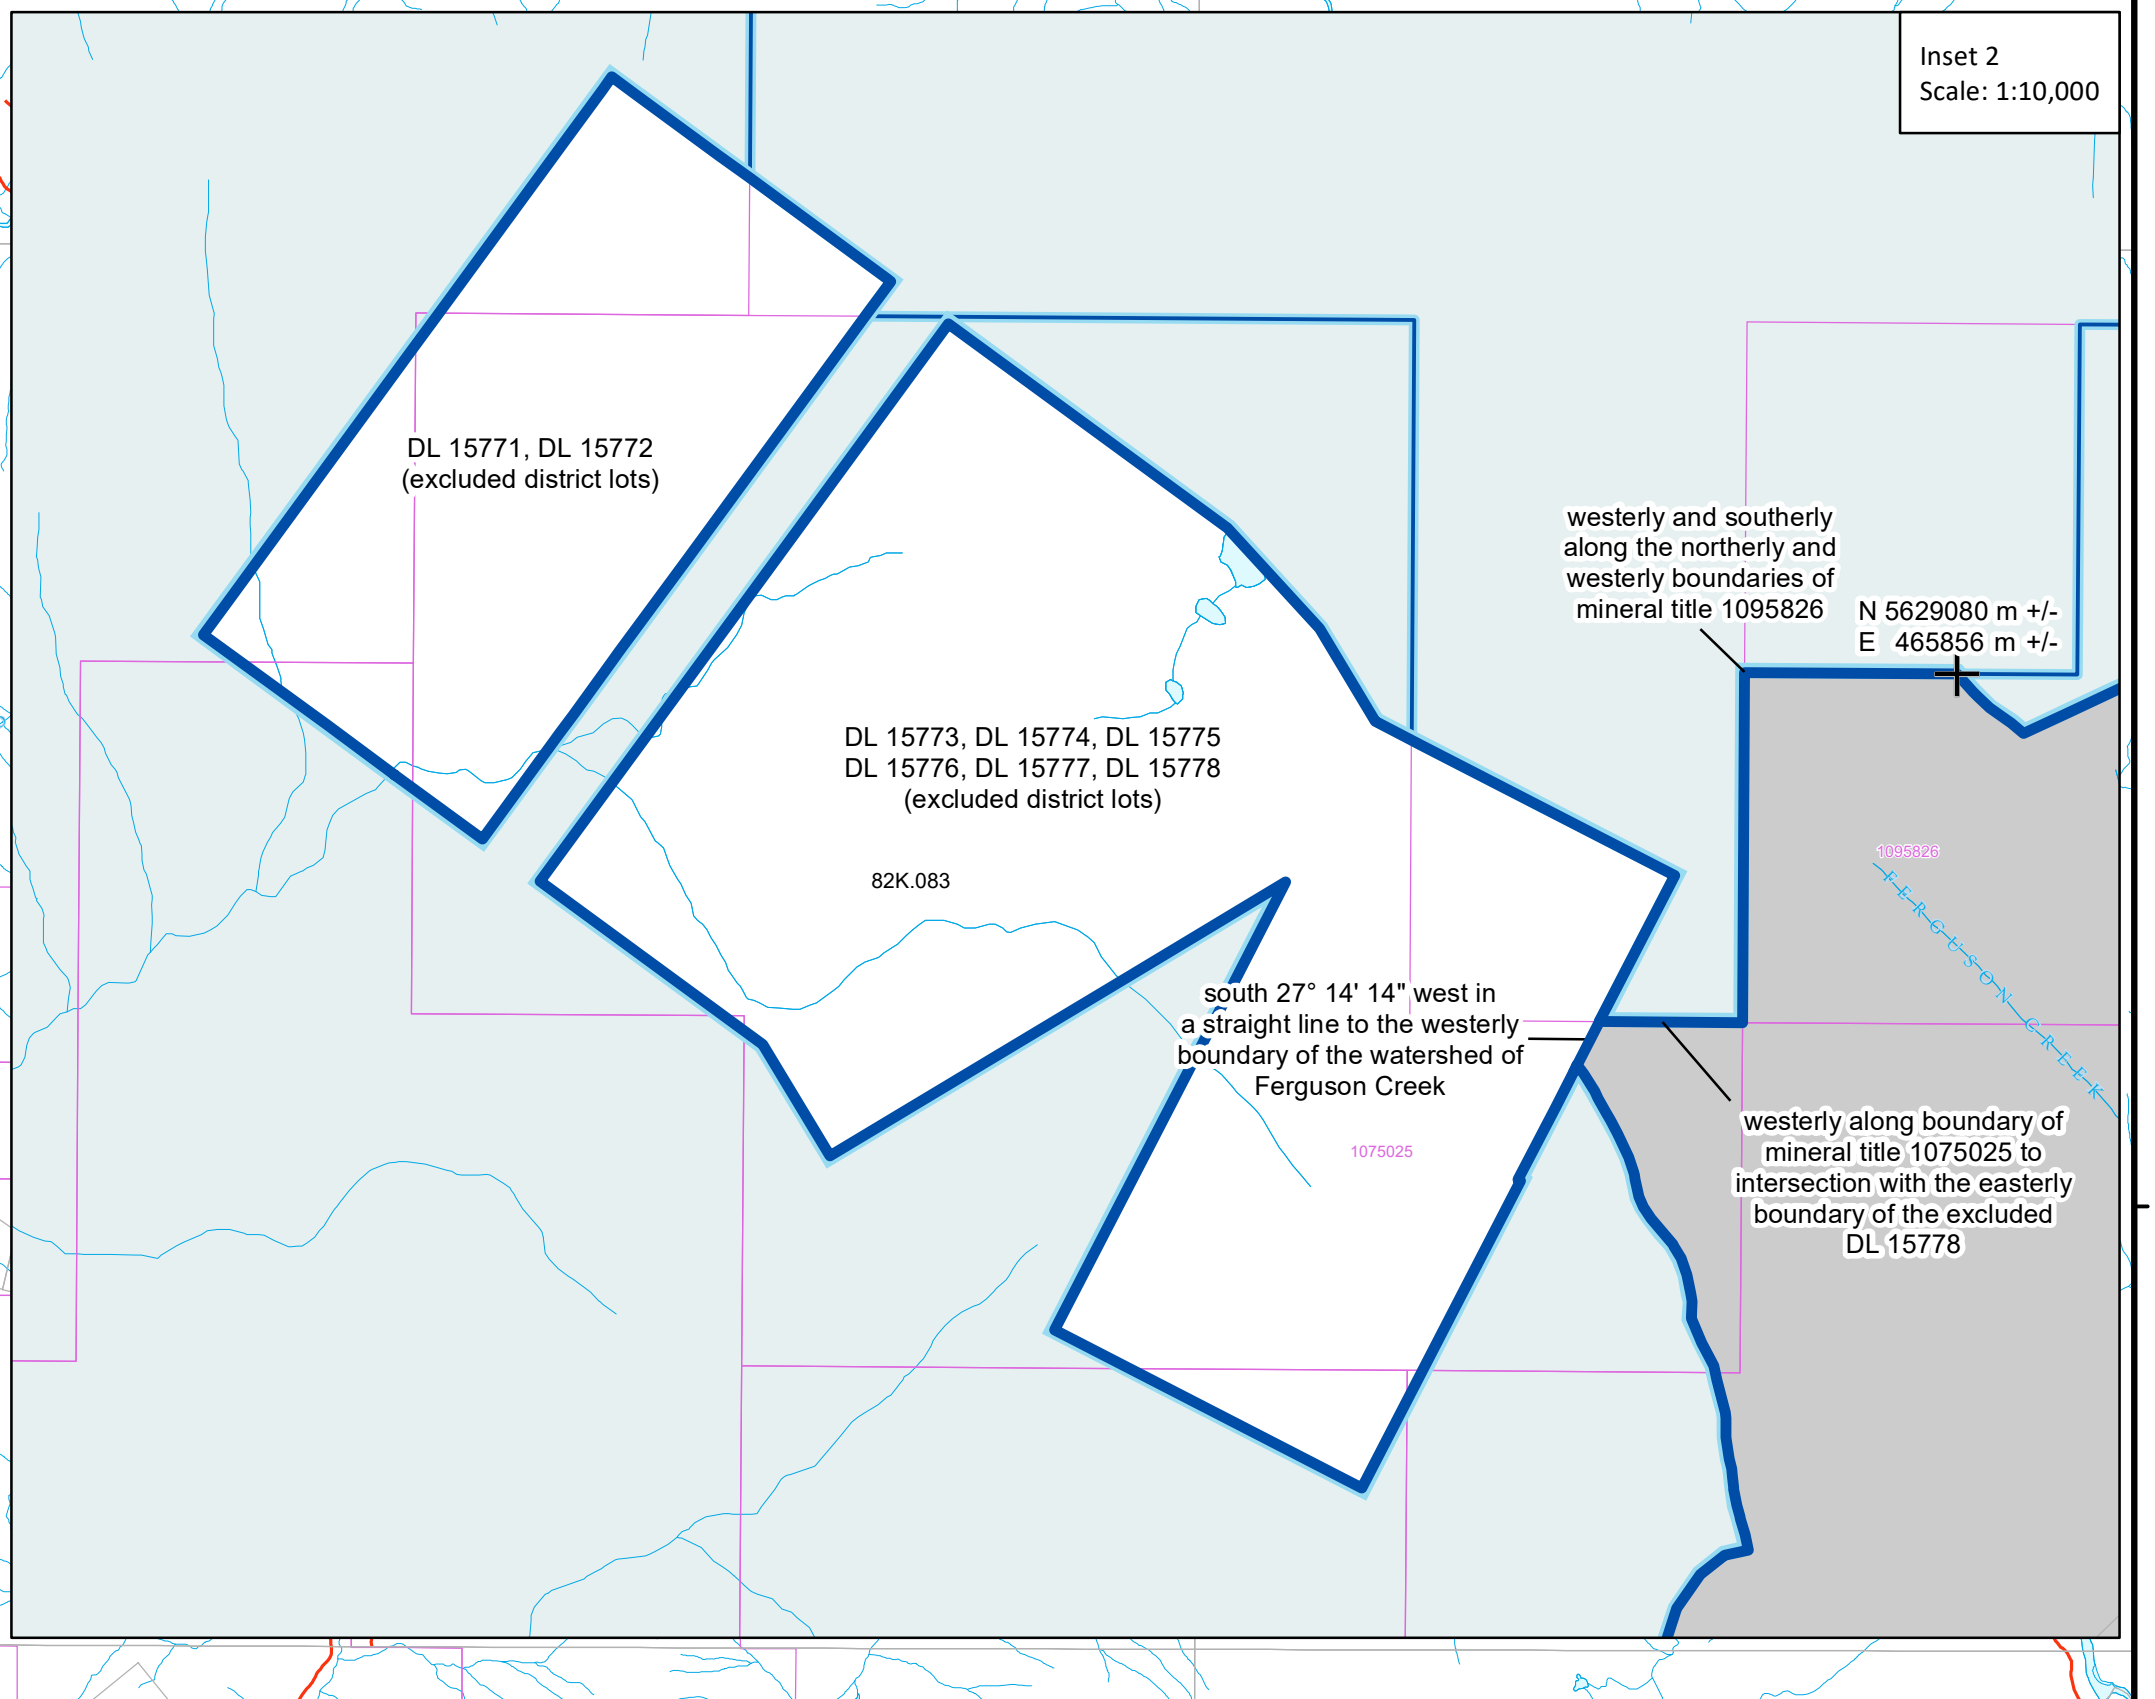 Inset 2
Scale: 1:10,000
DL 15771, DL 15772
(excluded district lots)
westerly and southerly
along the northerly and
westerly boundaries of
mineral title 1095826
N 5629080 m +/-
E 465856 m +/-
DL 15773, DL 15774, DL 15775
DL 15776, DL 15777, DL 15778
(excluded district lots)
82K.083
1095826
FERGUSON CREEK
south 27° 14' 14" west in
a straight line to the westerly
boundary of the watershed of
Ferguson Creek
1075025
westerly along boundary of
mineral title 1075025 to
intersection with the easterly
boundary of the excluded
DL 15778